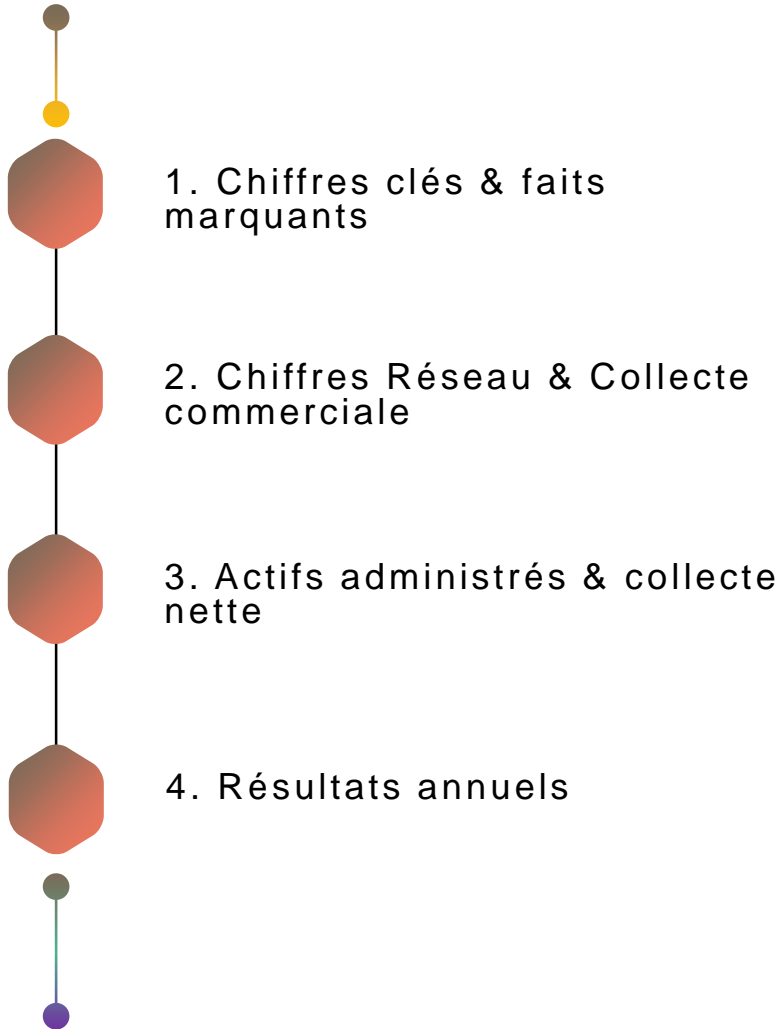 1. Chiffres clés & faits
marquants
2. Chiffres Réseau & Collecte
commerciale
3. Actifs administrés & collecte
nette
4. Résultats annuels